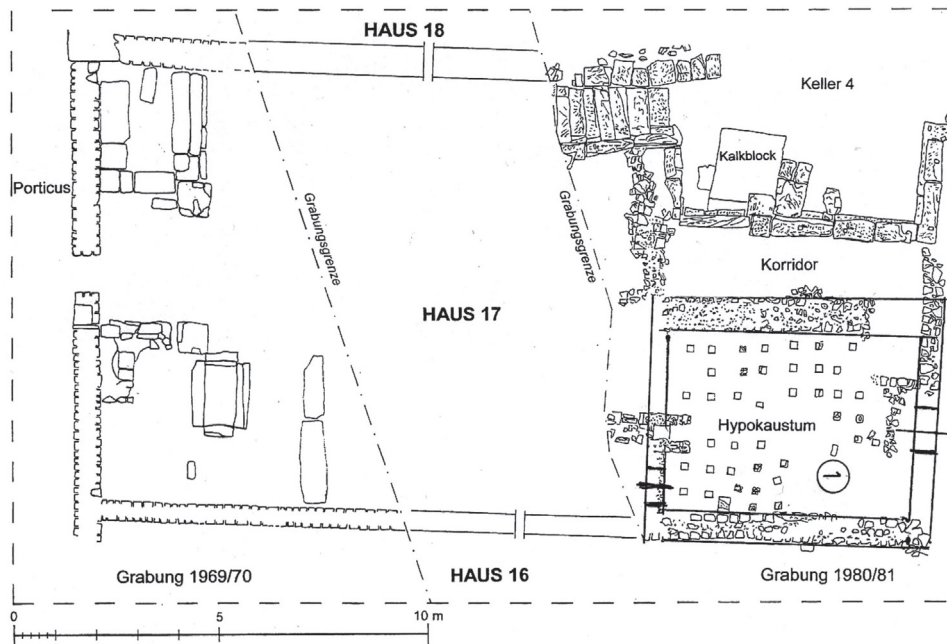 HAUS 18
Keller 4
Kalkblock
Porticus
Grabungsgrenze
Grabungsgrenze
Korridor
HAUS 17
Hypokaustum
1
Grabung 1969/70
HAUS 16
Grabung 1980/81
0 5 10 m